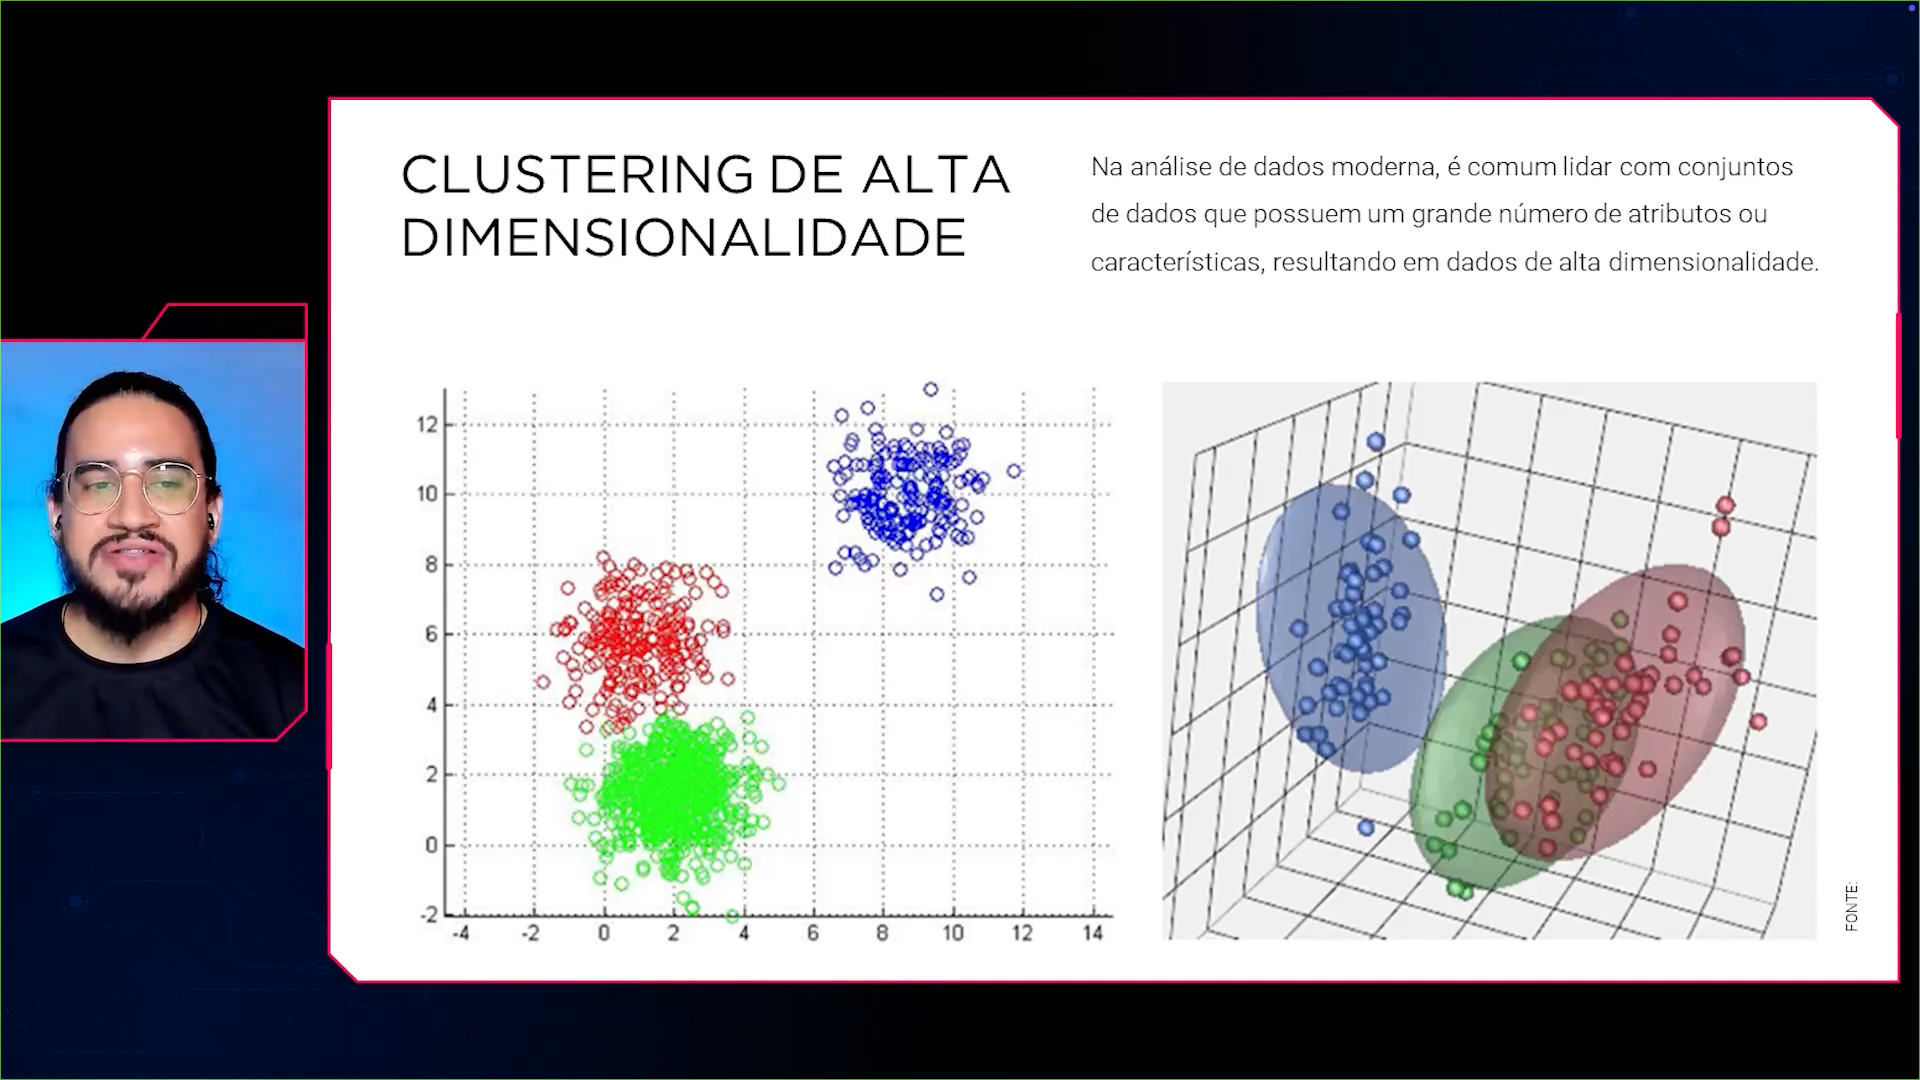 CLUSTERING DE ALTA
DIMENSIONALIDADE
Na análise de dados moderna, é comum lidar com conjuntos
de dados que possuem um grande número de atributos ou
características, resultando em dados de alta dimensionalidade.
12
10
8
6
4
2
0
-2
-4 -2 0 2 4 6 8 10 12 14
FONTE: